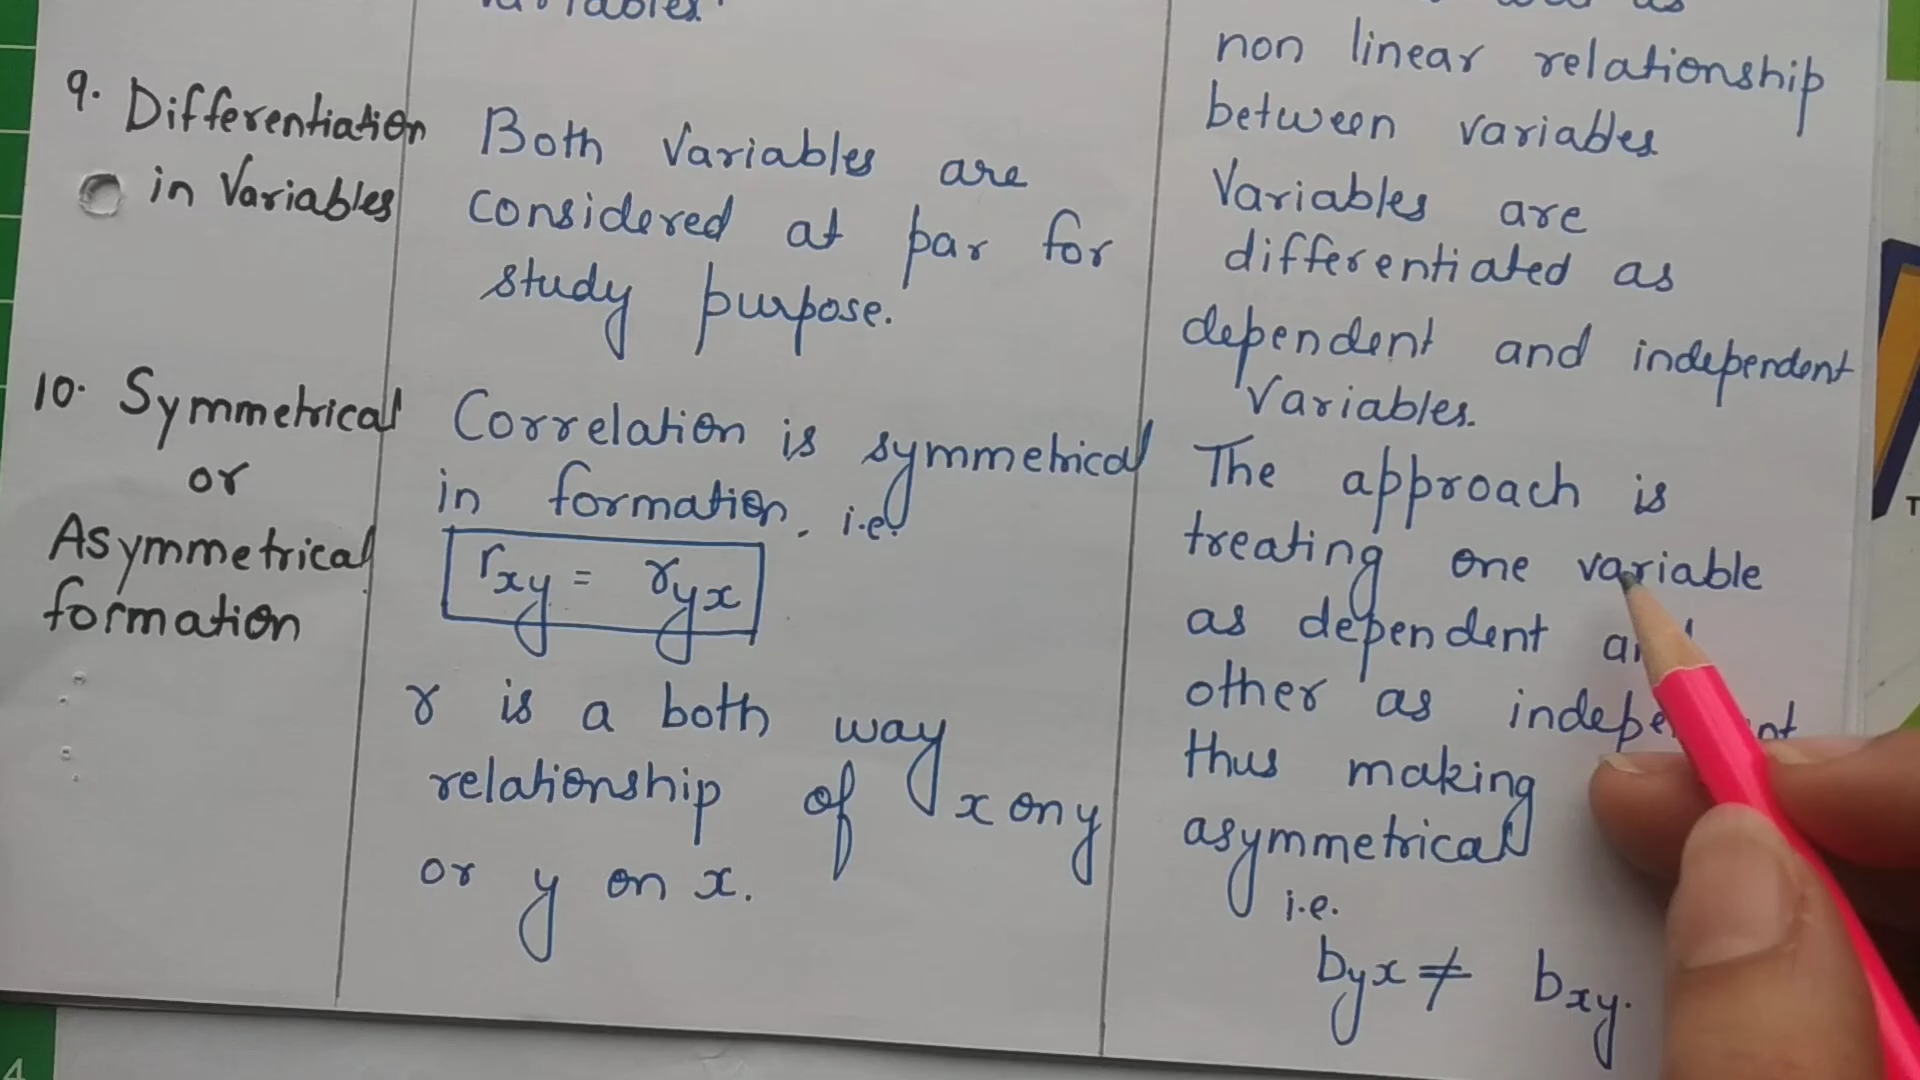 variables.
non linear relationship
between variables
9. Differentiation
in Variables
Both variables are
considered at par for
study purpose.
Variables are
differentiated as
dependent and independent
variables.
10. Symmetrical
or
Asymmetrical
formation
Correlation is symmetrical
in formation, i.e.
rxy = ryx
r is a both way
relationship of x on y
or y on x.
The approach is
treating one variable
as dependent
other as
thus making
asymmetrical
i.e.
byx ≠ bxy.
T
4